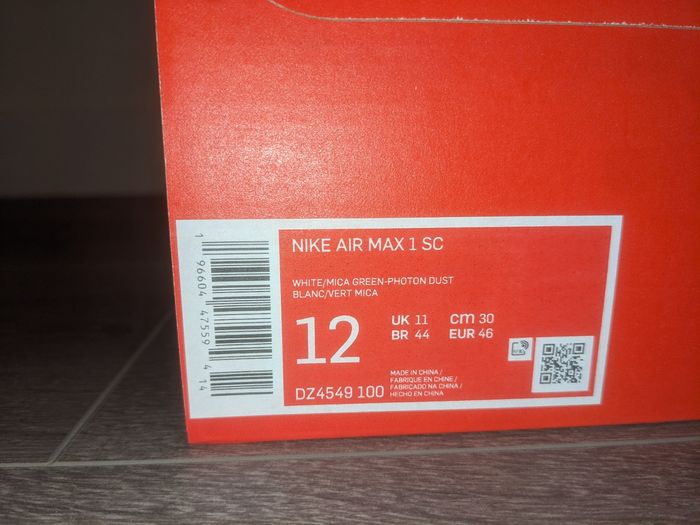 NIKE AIR MAX 1 SC
WHITE/MICA GREEN-PHOTON DUST
BLANC/VERT MICA
12
UK 11
cm 30
BR 44
EUR 46
DZ4549 100
MADE IN CHINA /
FABRIQUE EN CHINE /
FABRICADO NA CHINA /
HECHO EN CHINA
1 96604 47559 4 14